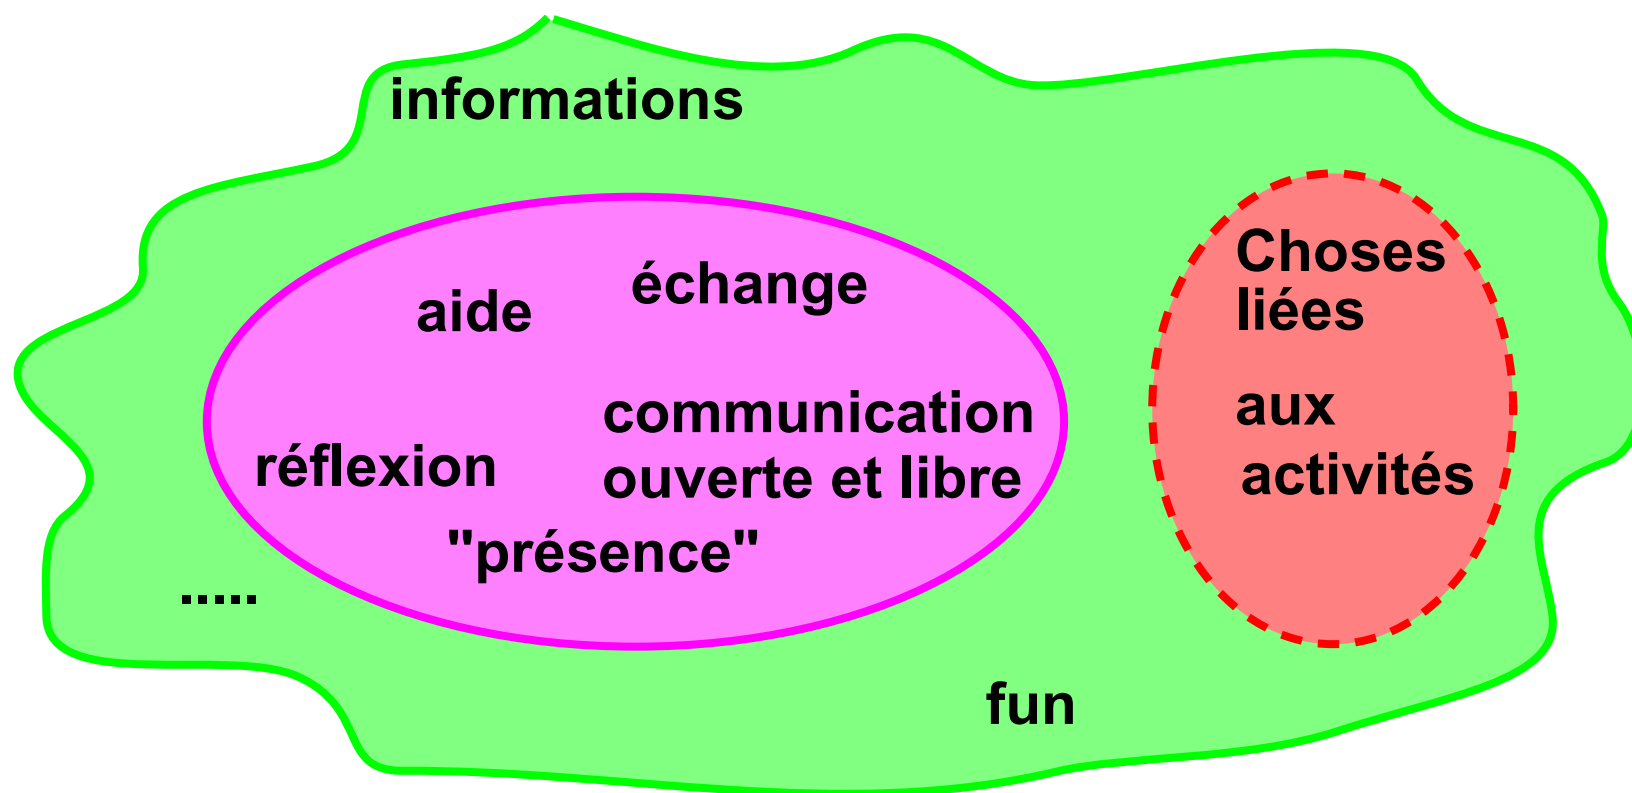 informations
aide
échange
communication
ouverte et libre
réflexion
"présence"
.....
Choses
liées
aux
activités
fun